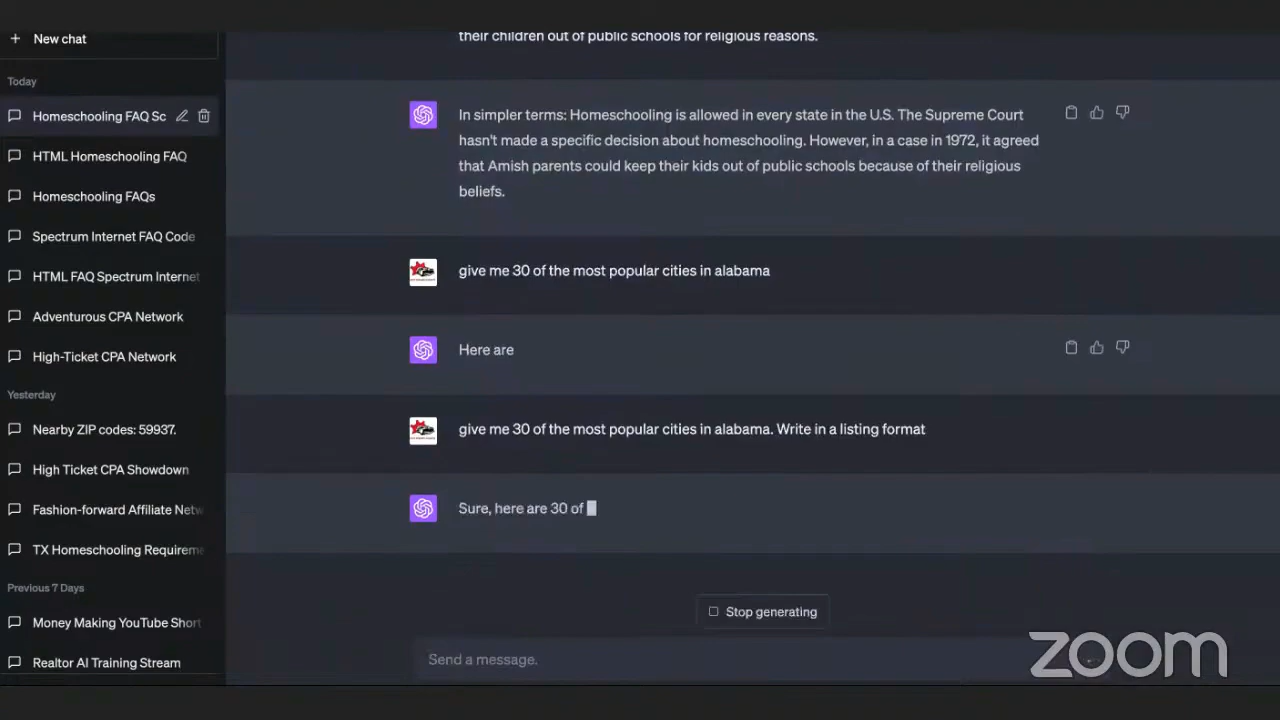 New chat
Today
Homeschooling FAQ Sc
HTML Homeschooling FAQ
Homeschooling FAQs
Spectrum Internet FAQ Code
HTML FAQ Spectrum Internet
Adventurous CPA Network
High-Ticket CPA Network
Yesterday
Nearby ZIP codes: 59937.
High Ticket CPA Showdown
Fashion-forward Affiliate Netw
TX Homeschooling Requireme
Previous 7 Days
Money Making YouTube Short
Realtor AI Training Stream
their children out of public schools for religious reasons.
In simpler terms: Homeschooling is allowed in every state in the U.S. The Supreme Court
hasn't made a specific decision about homeschooling. However, in a case in 1972, it agreed
that Amish parents could keep their kids out of public schools because of their religious
beliefs.
give me 30 of the most popular cities in alabama
Here are
give me 30 of the most popular cities in alabama. Write in a listing format
Sure, here are 30 of
Stop generating
Send a message.
zoom